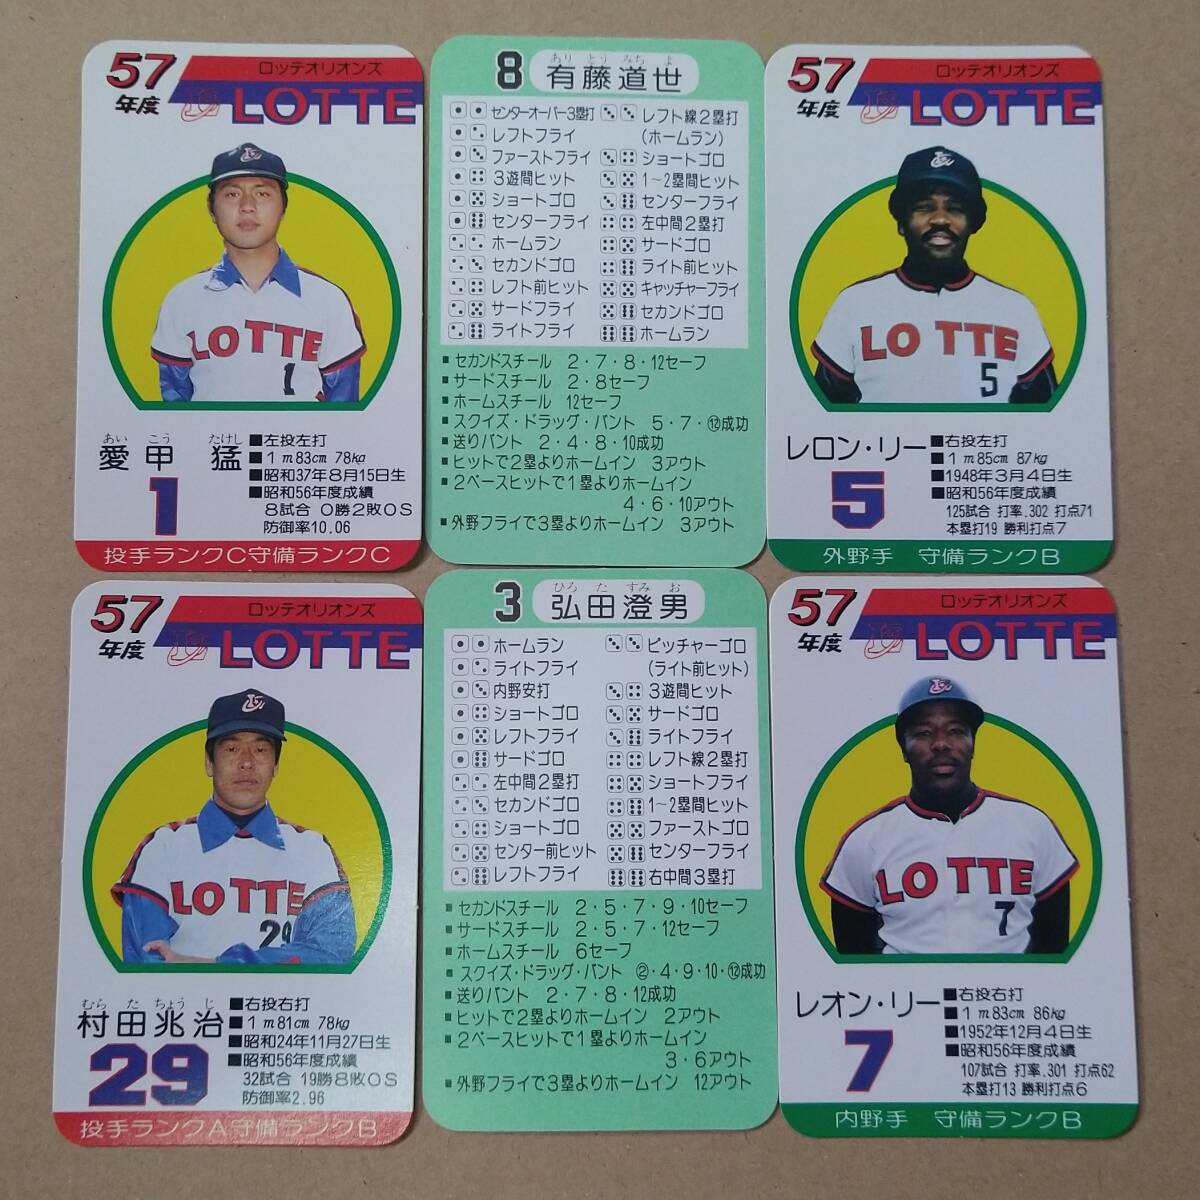 57
年度
ロッテオリオンズ
LOTTE
LOTTE
1
あい こう たけし
愛甲 猛
1
■左投左打
■1m83cm 78kg
■昭和37年8月15日生
■昭和56年度成績
8試合 0勝2敗0S
防御率10.06
投手ランクC守備ランクC
8
あり とう みち よ
有藤道世
センターオーバー3塁打
レフトフライ
ファーストフライ
3遊間ヒット
ショートゴロ
センターフライ
ホームラン
セカンドゴロ
レフト前ヒット
サードフライ
ライトフライ
レフト線2塁打
(ホームラン)
ショートゴロ
1〜2塁間ヒット
センターフライ
左中間2塁打
サードゴロ
ライト前ヒット
キャッチャーフライ
セカンドゴロ
ホームラン
■セカンドスチール 2・7・8・12セーフ
■サードスチール 2・8セーフ
■ホームスチール 12セーフ
■スクイズ・ドラッグ・バント 5・7・⑫成功
■送りバント 2・4・8・10成功
■ヒットで2塁よりホームイン 3アウト
■2ベースヒットで1塁よりホームイン
4・6・10アウト
■外野フライで3塁よりホームイン 3アウト
57
年度
ロッテオリオンズ
LOTTE
LOTTE
5
レロン・リー
5
■右投左打
■1m85cm 87kg
■1948年3月4日生
■昭和56年度成績
125試合 打率.302 打点71
本塁打19 勝利打点7
外野手 守備ランクB
57
年度
ロッテオリオンズ
LOTTE
LOTTE
29
むら た ちょう じ
村田兆治
29
■右投右打
■1m81cm 78kg
■昭和24年11月27日生
■昭和56年度成績
32試合 19勝8敗0S
防御率2.96
投手ランクA守備ランクB
3
ひろ た すみ お
弘田澄男
ホームラン
ライトフライ
内野安打
ショートゴロ
レフトフライ
サードゴロ
左中間2塁打
セカンドゴロ
ショートゴロ
センター前ヒット
レフトフライ
ピッチャーゴロ
(ライト前ヒット)
3遊間ヒット
サードゴロ
ライトフライ
レフト線2塁打
ショートフライ
1〜2塁間ヒット
ファーストゴロ
センターフライ
右中間3塁打
■セカンドスチール 2・5・7・9・10セーフ
■サードスチール 2・5・7・12セーフ
■ホームスチール 6セーフ
■スクイズ・ドラッグ・バント ②・4・9・10・⑫成功
■送りバント 2・7・8・12成功
■ヒットで2塁よりホームイン 2アウト
■2ベースヒットで1塁よりホームイン
3・6アウト
■外野フライで3塁よりホームイン 12アウト
57
年度
ロッテオリオンズ
LOTTE
LOTTE
7
レオン・リー
7
■右投右打
■1m83cm 86kg
■1952年12月4日生
■昭和56年度成績
107試合 打率.301 打点62
本塁打13 勝利打点6
内野手 守備ランクB